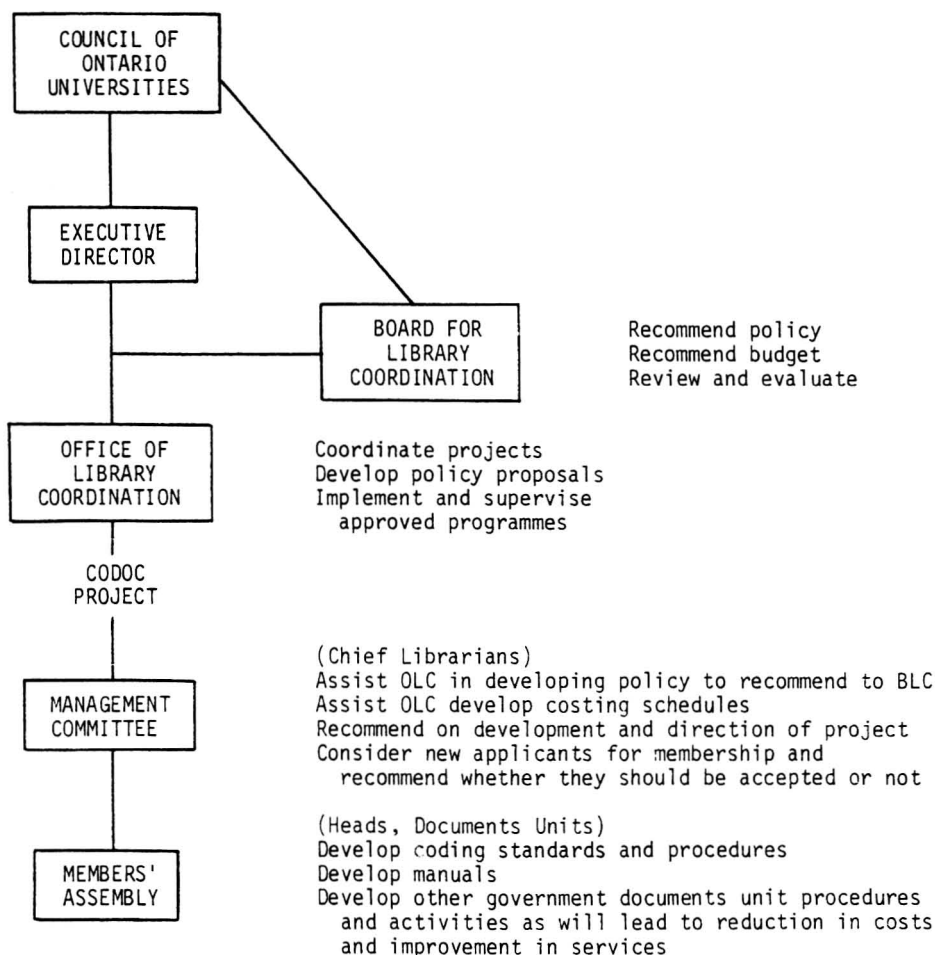 COUNCIL OF
ONTARIO
UNIVERSITIES
EXECUTIVE
DIRECTOR
BOARD FOR
LIBRARY
COORDINATION
Recommend policy
Recommend budget
Review and evaluate
OFFICE OF
LIBRARY
COORDINATION
Coordinate projects
Develop policy proposals
Implement and supervise
approved programmes
CODOC
PROJECT
MANAGEMENT
COMMITTEE
(Chief Librarians)
Assist OLC in developing policy to recommend to BLC
Assist OLC develop costing schedules
Recommend on development and direction of project
Consider new applicants for membership and
recommend whether they should be accepted or not
MEMBERS'
ASSEMBLY
(Heads, Documents Units)
Develop coding standards and procedures
Develop manuals
Develop other government documents unit procedures
and activities as will lead to reduction in costs
and improvement in services